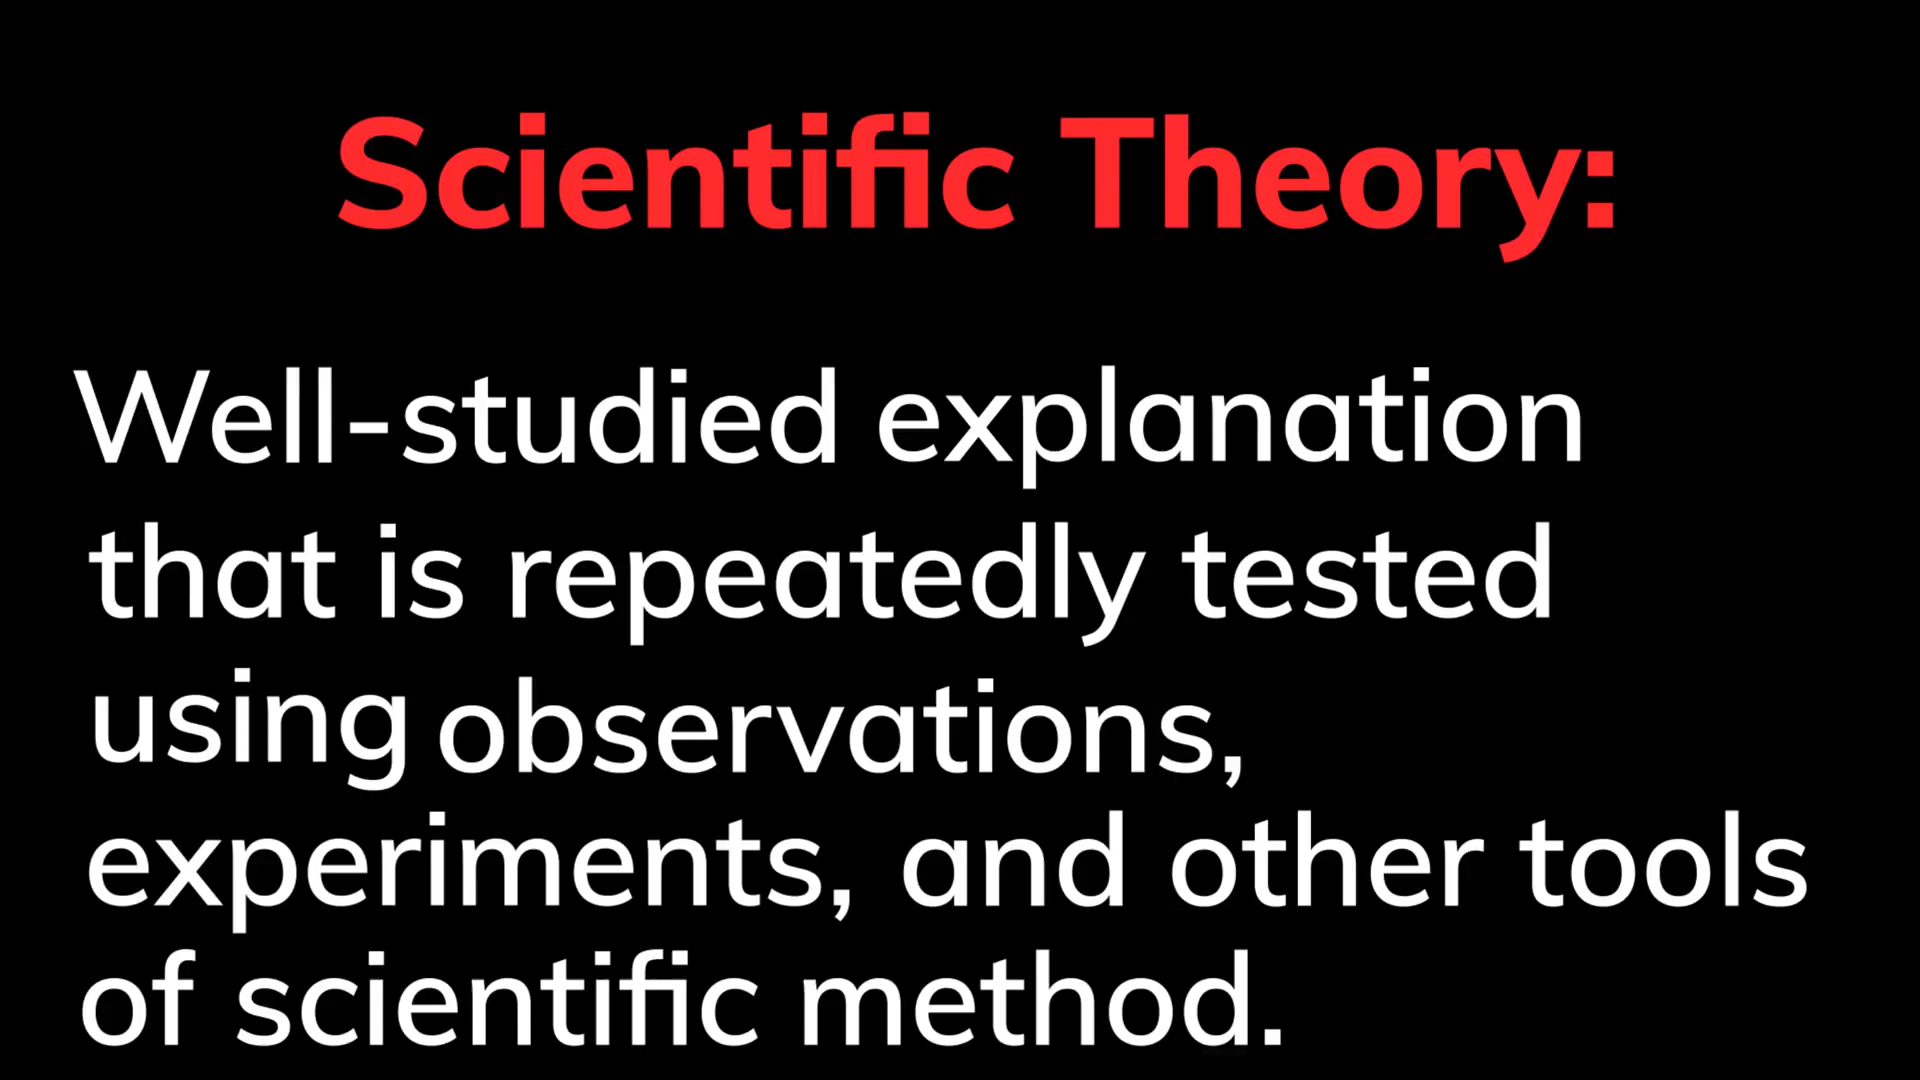 Scientific Theory:
Well-studied explanation
that is repeatedly tested
using observations,
experiments, and other tools
of scientific method.